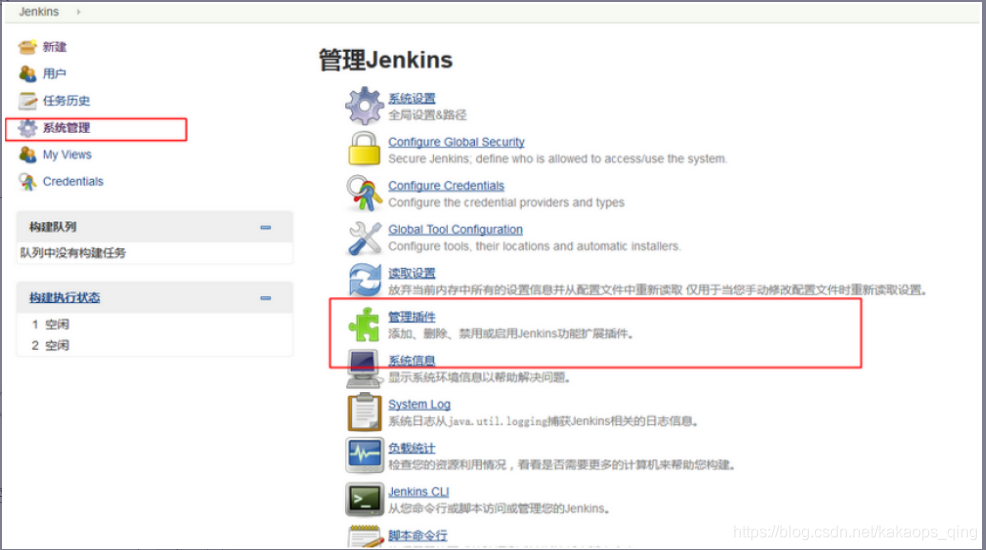 Jenkins
新建
用户
任务历史
系统管理
My Views
Credentials
构建队列
队列中没有构建任务
构建执行状态
1 空闲
2 空闲
管理Jenkins
系统设置
全局设置&路径
Configure Global Security
Secure Jenkins; define who is allowed to access/use the system.
Configure Credentials
Configure the credential providers and types
Global Tool Configuration
Configure tools, their locations and automatic installers.
读取设置
放弃当前内存中所有的设置信息并从配置文件中重新读取 仅用于当您手动修改配置文件时重新读取设置。
管理插件
添加、删除、禁用或启用Jenkins功能扩展插件。
系统信息
显示系统环境信息以帮助解决问题。
System Log
系统日志从java.util.logging捕获Jenkins相关的日志信息。
负载统计
检查您的资源利用情况，看看是否需要更多的计算机来帮助您构建。
Jenkins CLI
从您命令行或脚本访问或管理您的Jenkins。
脚本命令行
https://blog.csdn.net/kakaops_qing